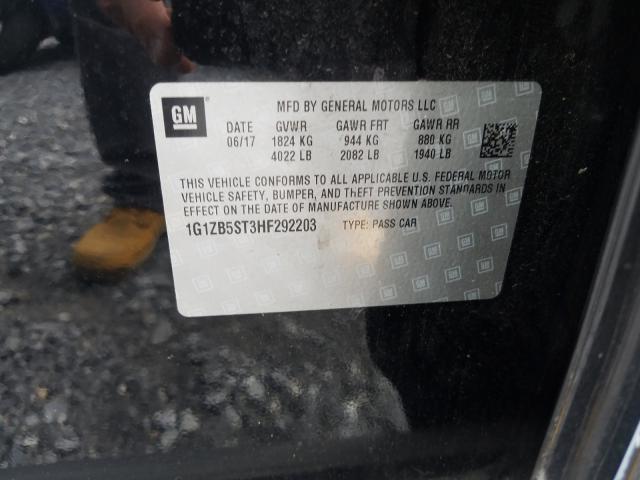 GM
MFD BY GENERAL MOTORS LLC
DATE GVWR GAWR FRT GAWR RR
06/17 1824 KG 944 KG 880 KG
4022 LB 2082 LB 1940 LB
THIS VEHICLE CONFORMS TO ALL APPLICABLE U.S. FEDERAL MOTOR
VEHICLE SAFETY, BUMPER, AND THEFT PREVENTION STANDARDS IN
EFFECT ON THE DATE OF MANUFACTURE SHOWN ABOVE.
1G1ZB5ST3HF292203 TYPE: PASS CAR